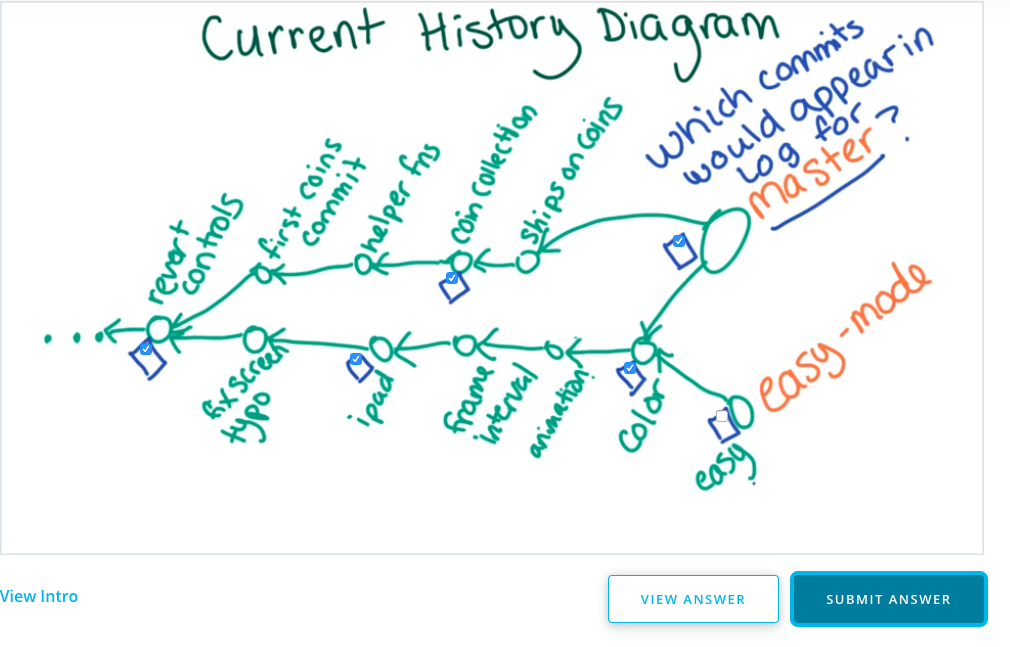 Current History Diagram
which commits
would appear in
Log for
master?
revert
controls
first coins
commit
helper fns
coin collection
ships on coins
fix screen
typo
ipad
frame
interval
animation?
color
easy-mode
easy?
View Intro
VIEW ANSWER
SUBMIT ANSWER